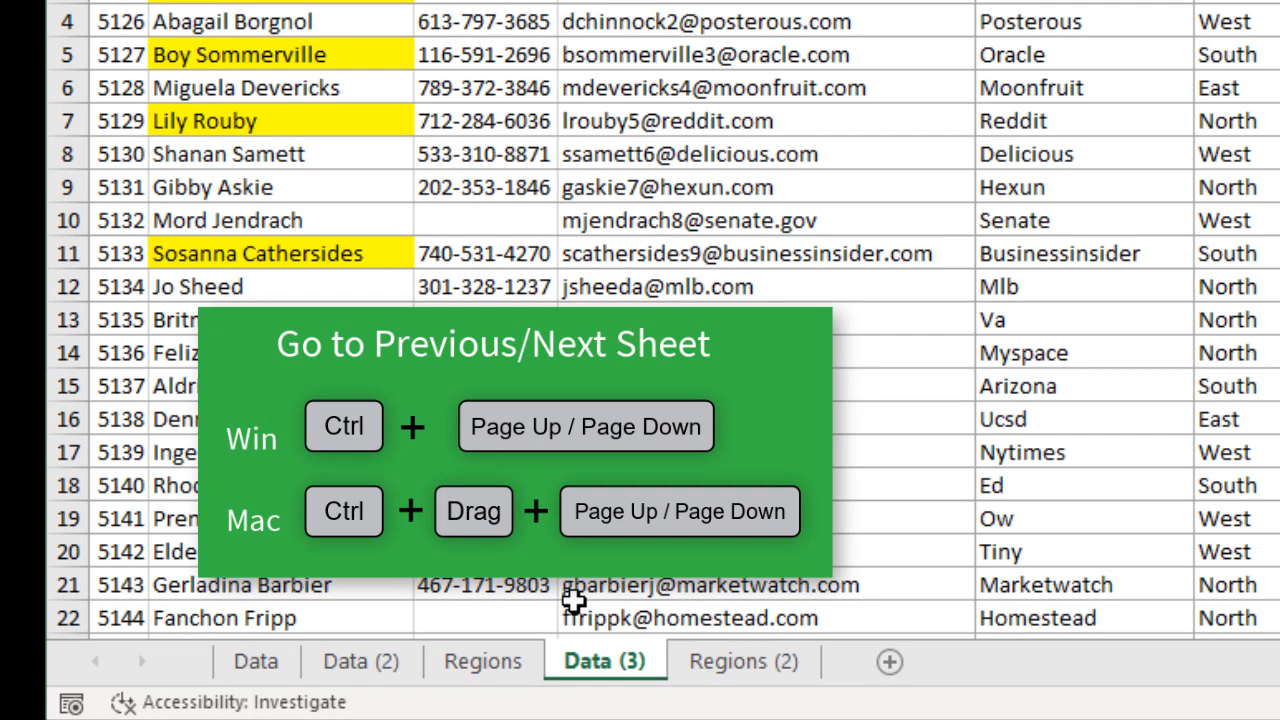 4 5126 Abagail Borgnol 613-797-3685 dchinnock2@posterous.com Posterous West
5 5127 Boy Sommerville 116-591-2696 bsommerville3@oracle.com Oracle South
6 5128 Miguela Devericks 789-372-3846 mdevericks4@moonfruit.com Moonfruit East
7 5129 Lily Rouby 712-284-6036 lrouby5@reddit.com Reddit North
8 5130 Shanan Samett 533-310-8871 ssamett6@delicious.com Delicious West
9 5131 Gibby Askie 202-353-1846 gaskie7@hexun.com Hexun North
10 5132 Mord Jendrach mjendrach8@senate.gov Senate West
11 5133 Sosanna Cathersides 740-531-4270 scathersides9@businessinsider.com Businessinsider South
12 5134 Jo Sheed 301-328-1237 jsheeda@mlb.com Mlb North
13 5135 Va North
14 5136 Feliz Myspace North
15 5137 Aldri Arizona South
16 5138 Ucsd East
17 5139 Inge Nytimes West
18 5140 Ed South
19 5141 Ow West
20 5142 Elde Tiny West
21 5143 Gerladina Barbier 467-171-9803 gbarbierj@marketwatch.com Marketwatch North
22 5144 Fanchon Fripp ffrippk@homestead.com Homestead North
Go to Previous/Next Sheet
Win Ctrl + Page Up / Page Down
Mac Ctrl + Drag + Page Up / Page Down
Data Data (2) Regions Data (3) Regions (2)
Accessibility: Investigate